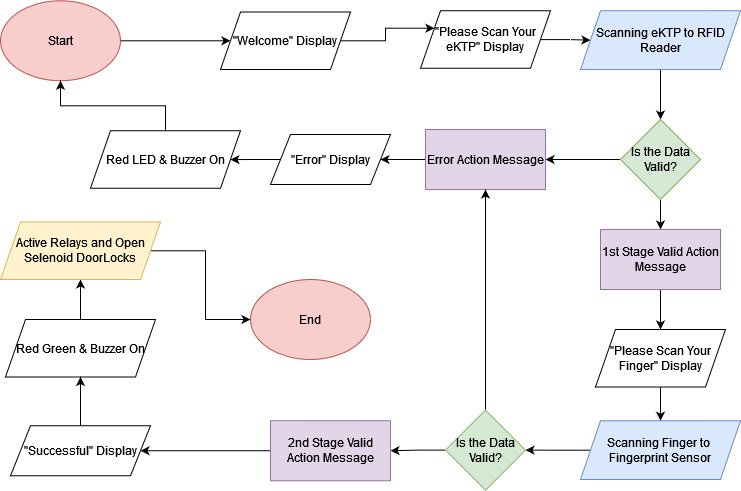 Start
"Welcome" Display
"Please Scan Your
eKTP" Display
Scanning eKTP to RFID
Reader
Is the Data
Valid?
Error Action Message
"Error" Display
Red LED & Buzzer On
1st Stage Valid Action
Message
"Please Scan Your
Finger" Display
Scanning Finger to
Fingerprint Sensor
Is the Data
Valid?
2nd Stage Valid
Action Message
"Successful" Display
Red Green & Buzzer On
Active Relays and Open
Selenoid DoorLocks
End